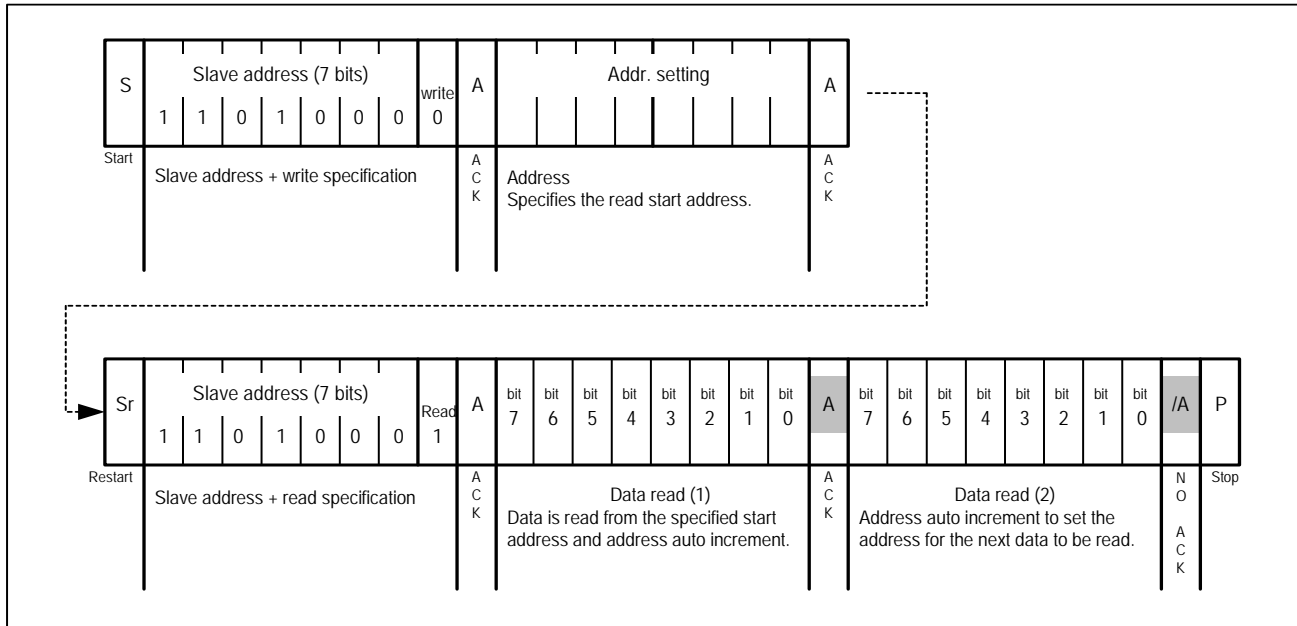 S Slave address (7 bits) write A Addr. setting A
1 1 0 1 0 0 0 0
Start
Slave address + write specification
A C K
Address
Specifies the read start address.
A C K
Sr Slave address (7 bits) Read A bit 7 bit 6 bit 5 bit 4 bit 3 bit 2 bit 1 bit 0 A bit 7 bit 6 bit 5 bit 4 bit 3 bit 2 bit 1 bit 0 /A P
1 1 0 1 0 0 0 1
Restart
Slave address + read specification
A C K
Data read (1)
Data is read from the specified start
address and address auto increment.
A C K
Data read (2)
Address auto increment to set the
address for the next data to be read.
N O A C K
Stop